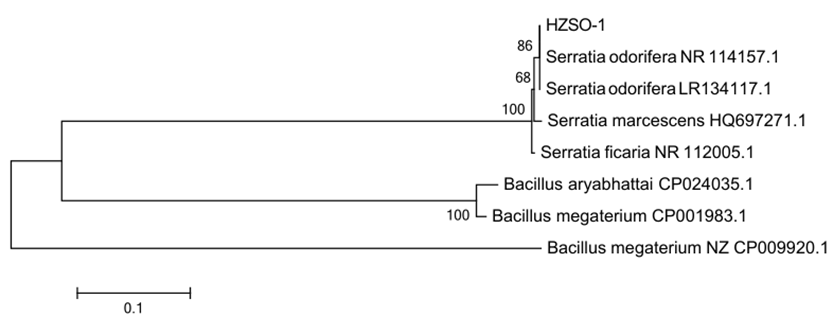 HZSO-1
86
Serratia odorifera NR 114157.1
68
Serratia odorifera LR134117.1
100
Serratia marcescens HQ697271.1
Serratia ficaria NR 112005.1
Bacillus aryabhattai CP024035.1
100
Bacillus megaterium CP001983.1
Bacillus megaterium NZ CP009920.1
0.1